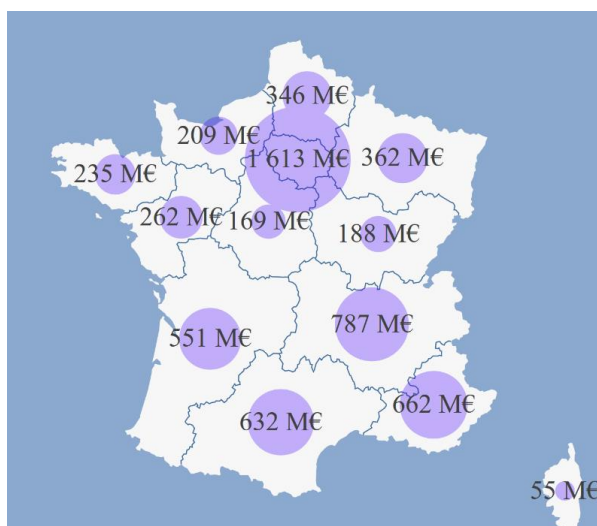 346 M€
209 M€
1 613 M€
362 M€
235 M€
262 M€
169 M€
188 M€
551 M€
787 M€
632 M€
662 M€
55 M€